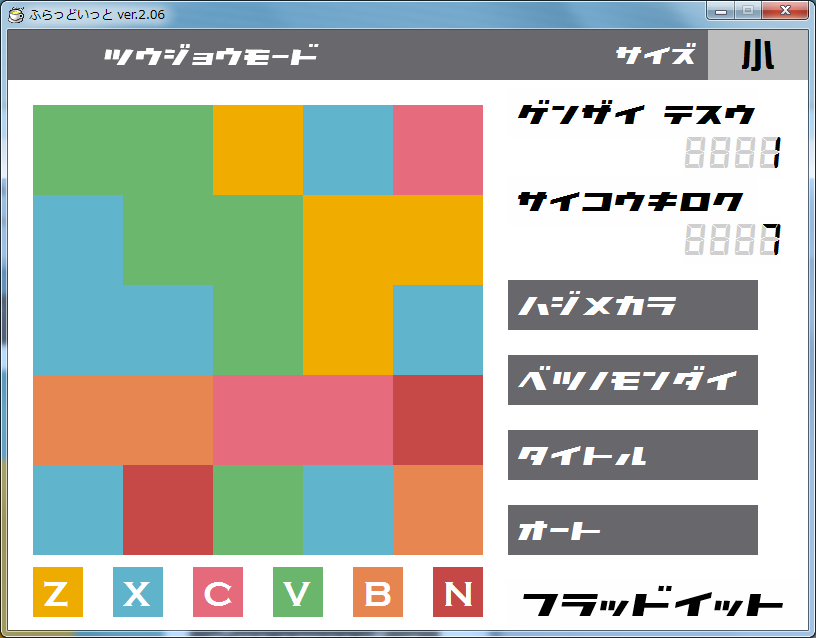 ふらっどいっと ver.2.06
ツウジョウモード
サイズ
小
ゲンザイ テスウ
1
サイコウキロク
7
ハジメカラ
ベツノモンダイ
タイトル
オート
Z X C V B N
フラッドイット